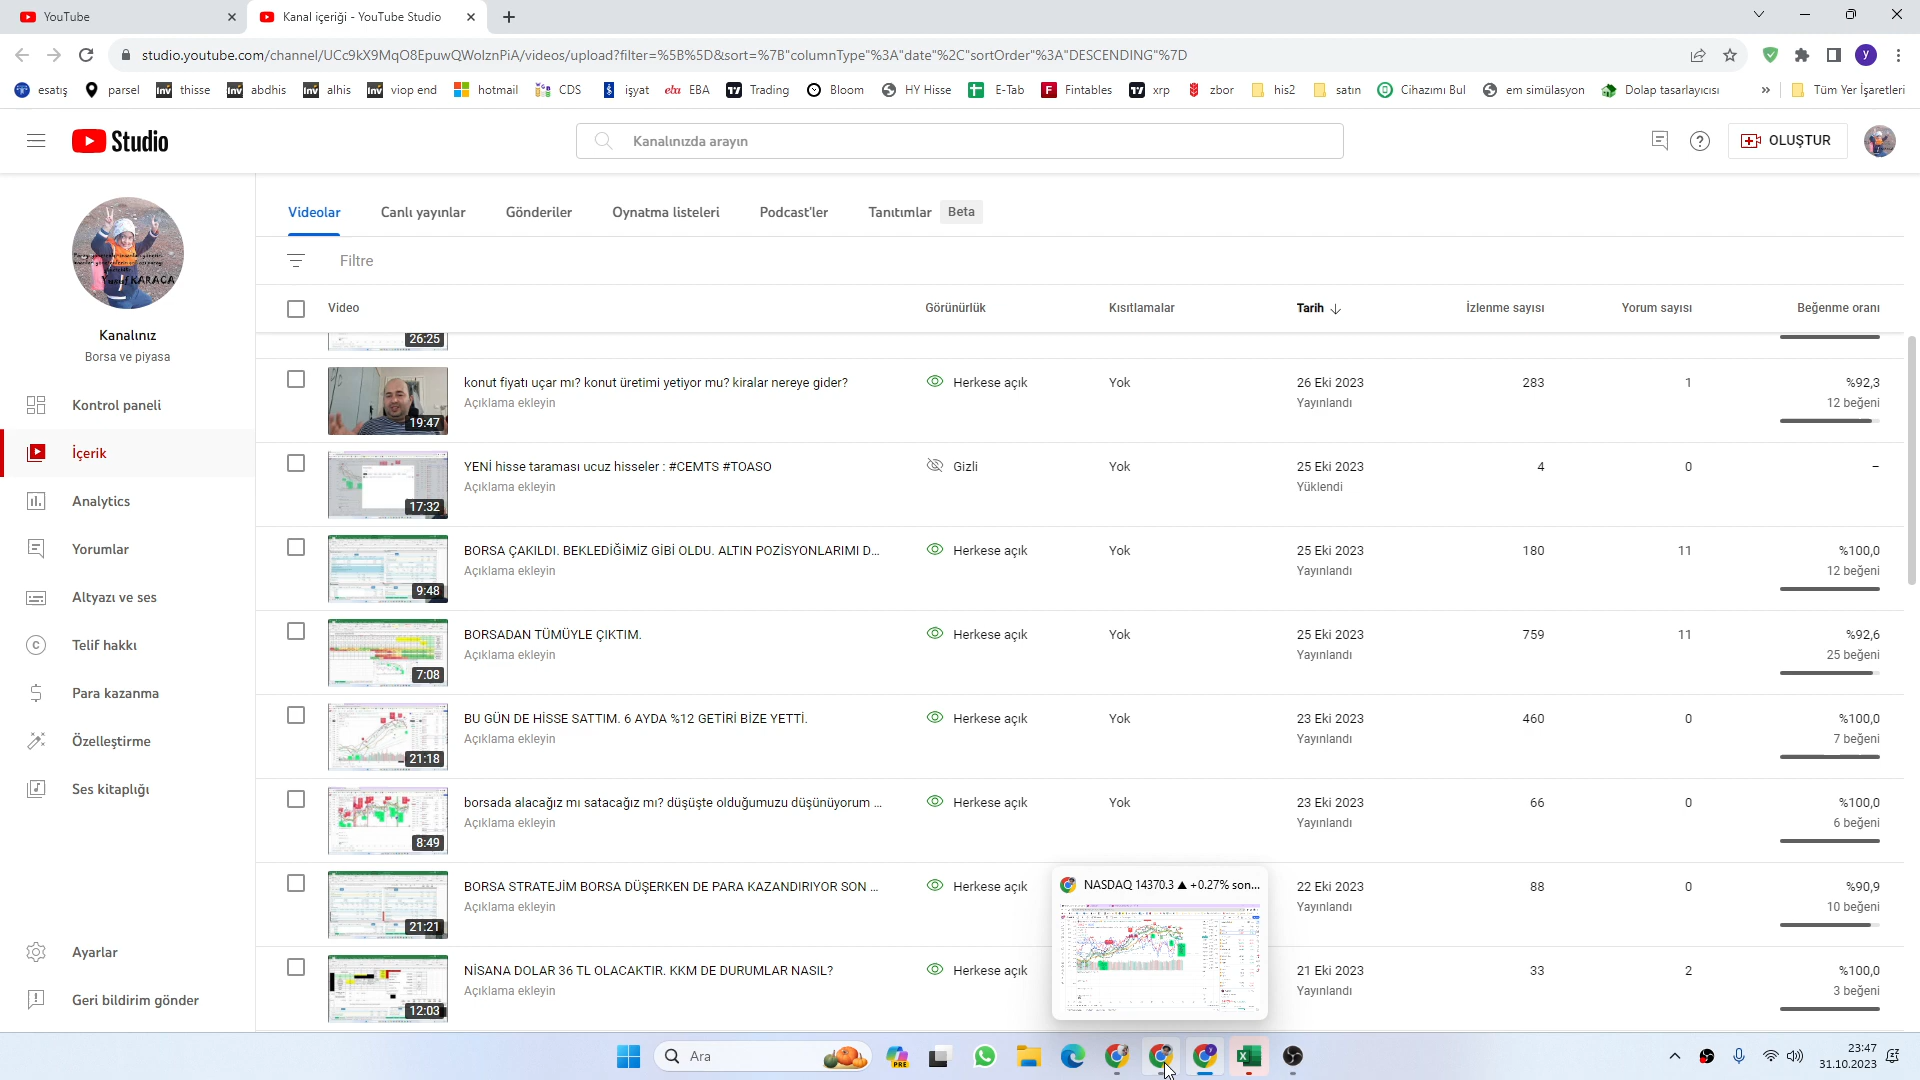 YouTube
Kanal içeriği - YouTube Studio
studio.youtube.com/channel/UCc9kX9MqO8EpuwQWolznPiA/videos/upload?filter=%5B%5D&sort=%7B"columnType"%3A"date"%2C"sortOrder"%3A"DESCENDING"%7D
y
esatış
parsel
thisse
abdhis
alhis
viop end
hotmail
CDS
işyat
EBA
Trading
Bloom
HY Hisse
E-Tab
Fintables
xrp
zbor
his2
satın
Cihazımı Bul
em simülasyon
Dolap tasarlayıcısı
»
Tüm Yer İşaretleri
Studio
Kanalınızda arayın
OLUŞTUR
Yusuf KARACA
Kanalınız
Borsa ve piyasa
Kontrol paneli
İçerik
Analytics
Yorumlar
Altyazı ve ses
Telif hakkı
Para kazanma
Özelleştirme
Ses kitaplığı
Ayarlar
Geri bildirim gönder
Videolar
Canlı yayınlar
Gönderiler
Oynatma listeleri
Podcast'ler
Tanıtımlar
Beta
Filtre
Video
Görünürlük
Kısıtlamalar
Tarih
İzlenme sayısı
Yorum sayısı
Beğenme oranı
26:25
19:47
konut fiyatı uçar mı? konut üretimi yetiyor mu? kiralar nereye gider?
Açıklama ekleyin
Herkese açık
Yok
26 Eki 2023
Yayınlandı
283
1
%92,3
12 beğeni
17:32
YENİ hisse taraması ucuz hisseler : #CEMTS #TOASO
Açıklama ekleyin
Gizli
Yok
25 Eki 2023
Yüklendi
4
0
–
9:48
BORSA ÇAKILDI. BEKLEDİĞİMİZ GİBİ OLDU. ALTIN POZİSYONLARIMI D...
Açıklama ekleyin
Herkese açık
Yok
25 Eki 2023
Yayınlandı
180
11
%100,0
12 beğeni
7:08
BORSADAN TÜMÜYLE ÇIKTIM.
Açıklama ekleyin
Herkese açık
Yok
25 Eki 2023
Yayınlandı
759
11
%92,6
25 beğeni
21:18
BU GÜN DE HİSSE SATTIM. 6 AYDA %12 GETİRİ BİZE YETTİ.
Açıklama ekleyin
Herkese açık
Yok
23 Eki 2023
Yayınlandı
460
0
%100,0
7 beğeni
8:49
borsada alacağız mı satacağız mı? düşüşte olduğumuzu düşünüyorum ...
Açıklama ekleyin
Herkese açık
Yok
23 Eki 2023
Yayınlandı
66
0
%100,0
6 beğeni
21:21
BORSA STRATEJİM BORSA DÜŞERKEN DE PARA KAZANDIRIYOR SON ...
Açıklama ekleyin
Herkese açık
22 Eki 2023
Yayınlandı
88
0
%90,9
10 beğeni
12:03
NİSANA DOLAR 36 TL OLACAKTIR. KKM DE DURUMLAR NASIL?
Açıklama ekleyin
Herkese açık
21 Eki 2023
Yayınlandı
33
2
%100,0
3 beğeni
NASDAQ 14370.3 ▲ +0.27% son...
Ara
PRE
23:47
31.10.2023